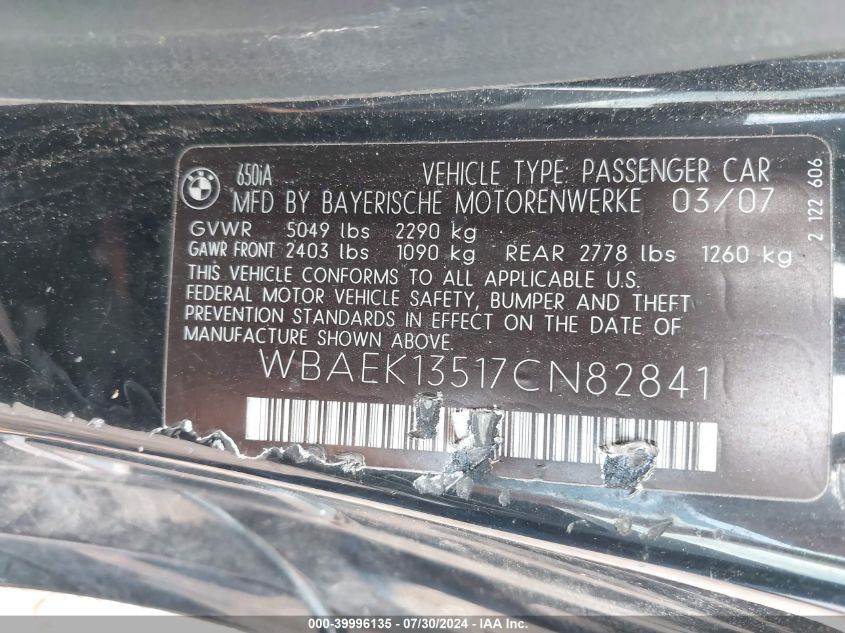 BMW
650iA
VEHICLE TYPE: PASSENGER CAR
MFD BY BAYERISCHE MOTORENWERKE 03/07
GVWR 5049 lbs 2290 kg
GAWR FRONT 2403 lbs 1090 kg REAR 2778 lbs 1260 kg
THIS VEHICLE CONFORMS TO ALL APPLICABLE U.S.
FEDERAL MOTOR VEHICLE SAFETY, BUMPER AND THEFT
PREVENTION STANDARDS IN EFFECT ON THE DATE OF
MANUFACTURE SHOWN ABOVE.
WBAEK13517CN82841
2 122 606
000-39996135 - 07/30/2024 - IAA Inc.